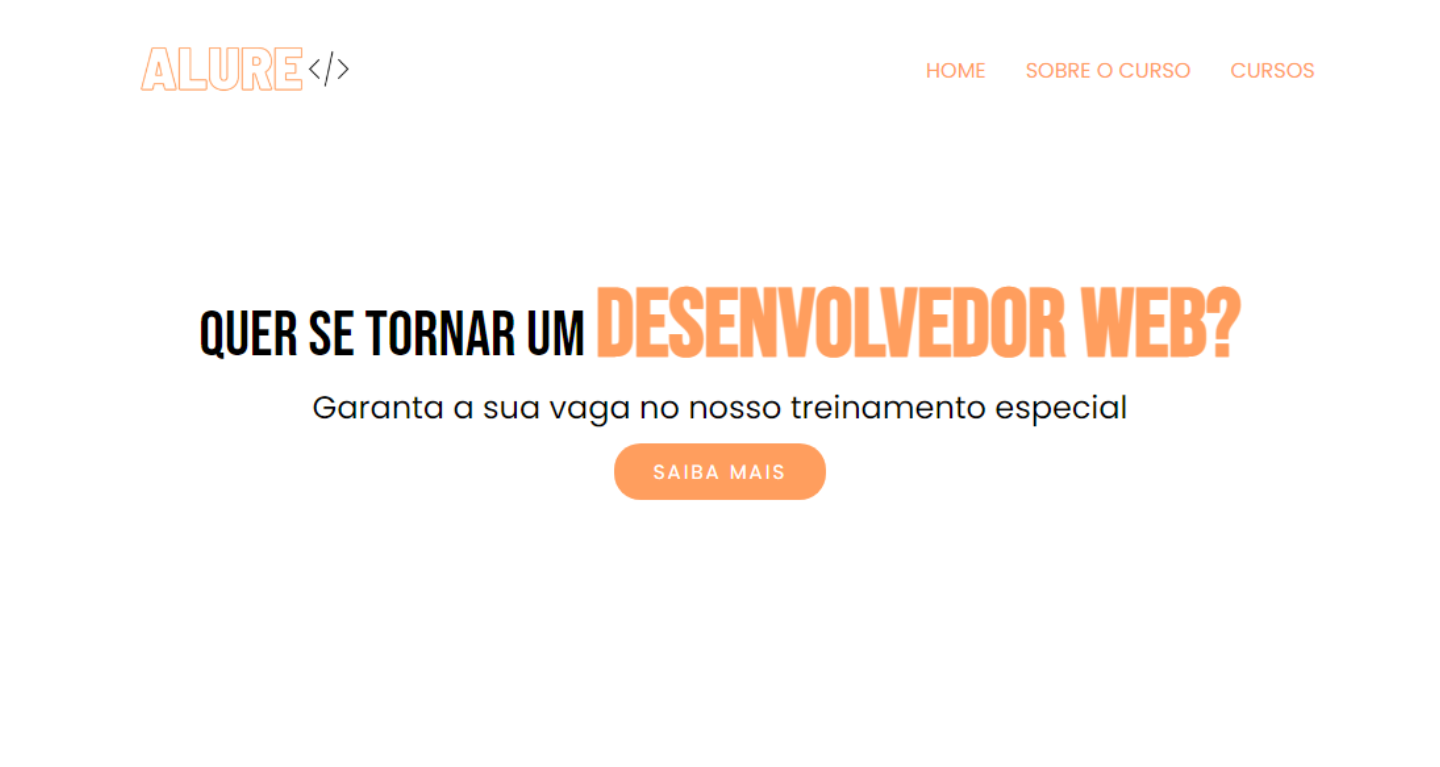 ALURE </>
HOME SOBRE O CURSO CURSOS
QUER SE TORNAR UM DESENVOLVEDOR WEB?
Garanta a sua vaga no nosso treinamento especial
SAIBA MAIS